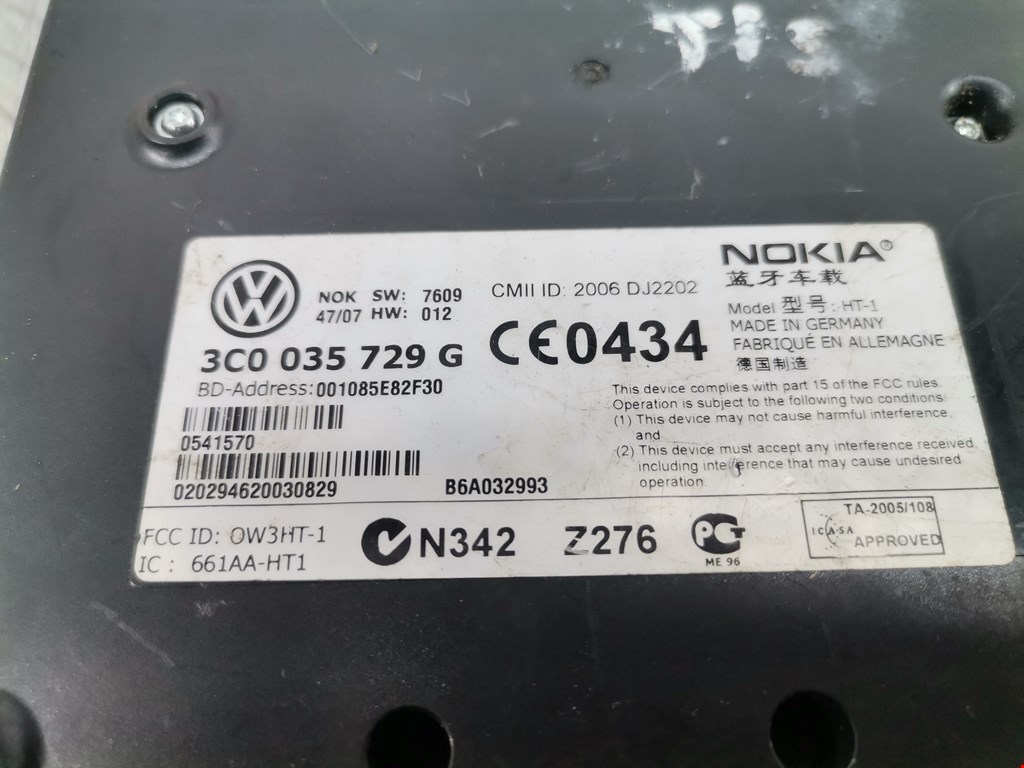 NOKIA®
蓝牙车载
Model 型号: HT-1
MADE IN GERMANY
FABRIQUÉ EN ALLEMAGNE
德国制造
NOK SW: 7609
47/07 HW: 012
CMII ID: 2006 DJ2202
3C0 035 729 G
CE0434
BD-Address:001085E82F30
0541570
020294620030829
B6A032993
This device complies with part 15 of the FCC rules.
Operation is subject to the following two conditions:
(1) This device may not cause harmful interference,
and
(2) This device must accept any interference received,
including interference that may cause undesired
operation.
FCC ID: OW3HT-1
IC : 661AA-HT1
N342
Z276
PCT
ME 96
TA-2005/108
ICASA
APPROVED